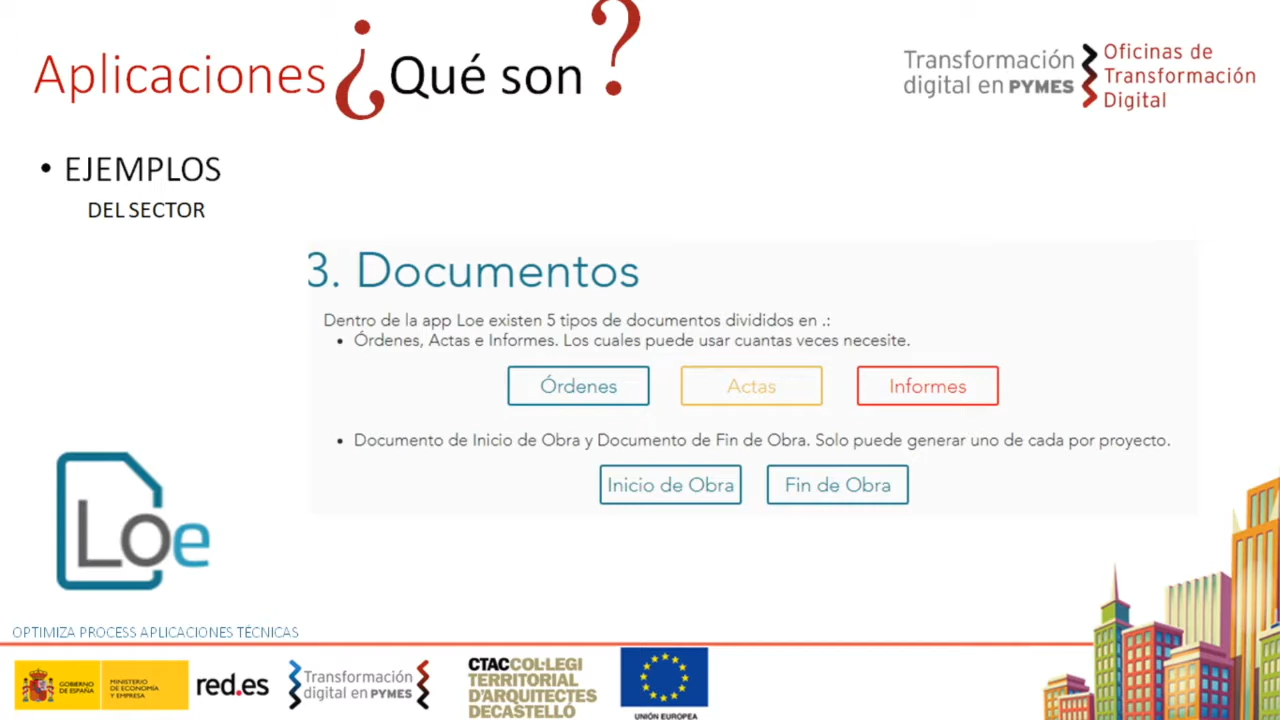 Aplicaciones ¿Qué son?
Transformación
digital en PYMES
Oficinas de
Transformación
Digital
• EJEMPLOS
DEL SECTOR
3. Documentos
Dentro de la app Loe existen 5 tipos de documentos divididos en .:
• Órdenes, Actas e Informes. Los cuales puede usar cuantas veces necesite.
Órdenes Actas Informes
• Documento de Inicio de Obra y Documento de Fin de Obra. Solo puede generar uno de cada por proyecto.
Inicio de Obra Fin de Obra
Loe
OPTIMIZA PROCESS APLICACIONES TÉCNICAS
GOBIERNO
DE ESPAÑA
MINISTERIO
DE ECONOMÍA
Y EMPRESA
red.es
Transformación
digital en PYMES
CTAC COL·LEGI
TERRITORIAL
D'ARQUITECTES
DE CASTELLÓ
UNIÓN EUROPEA